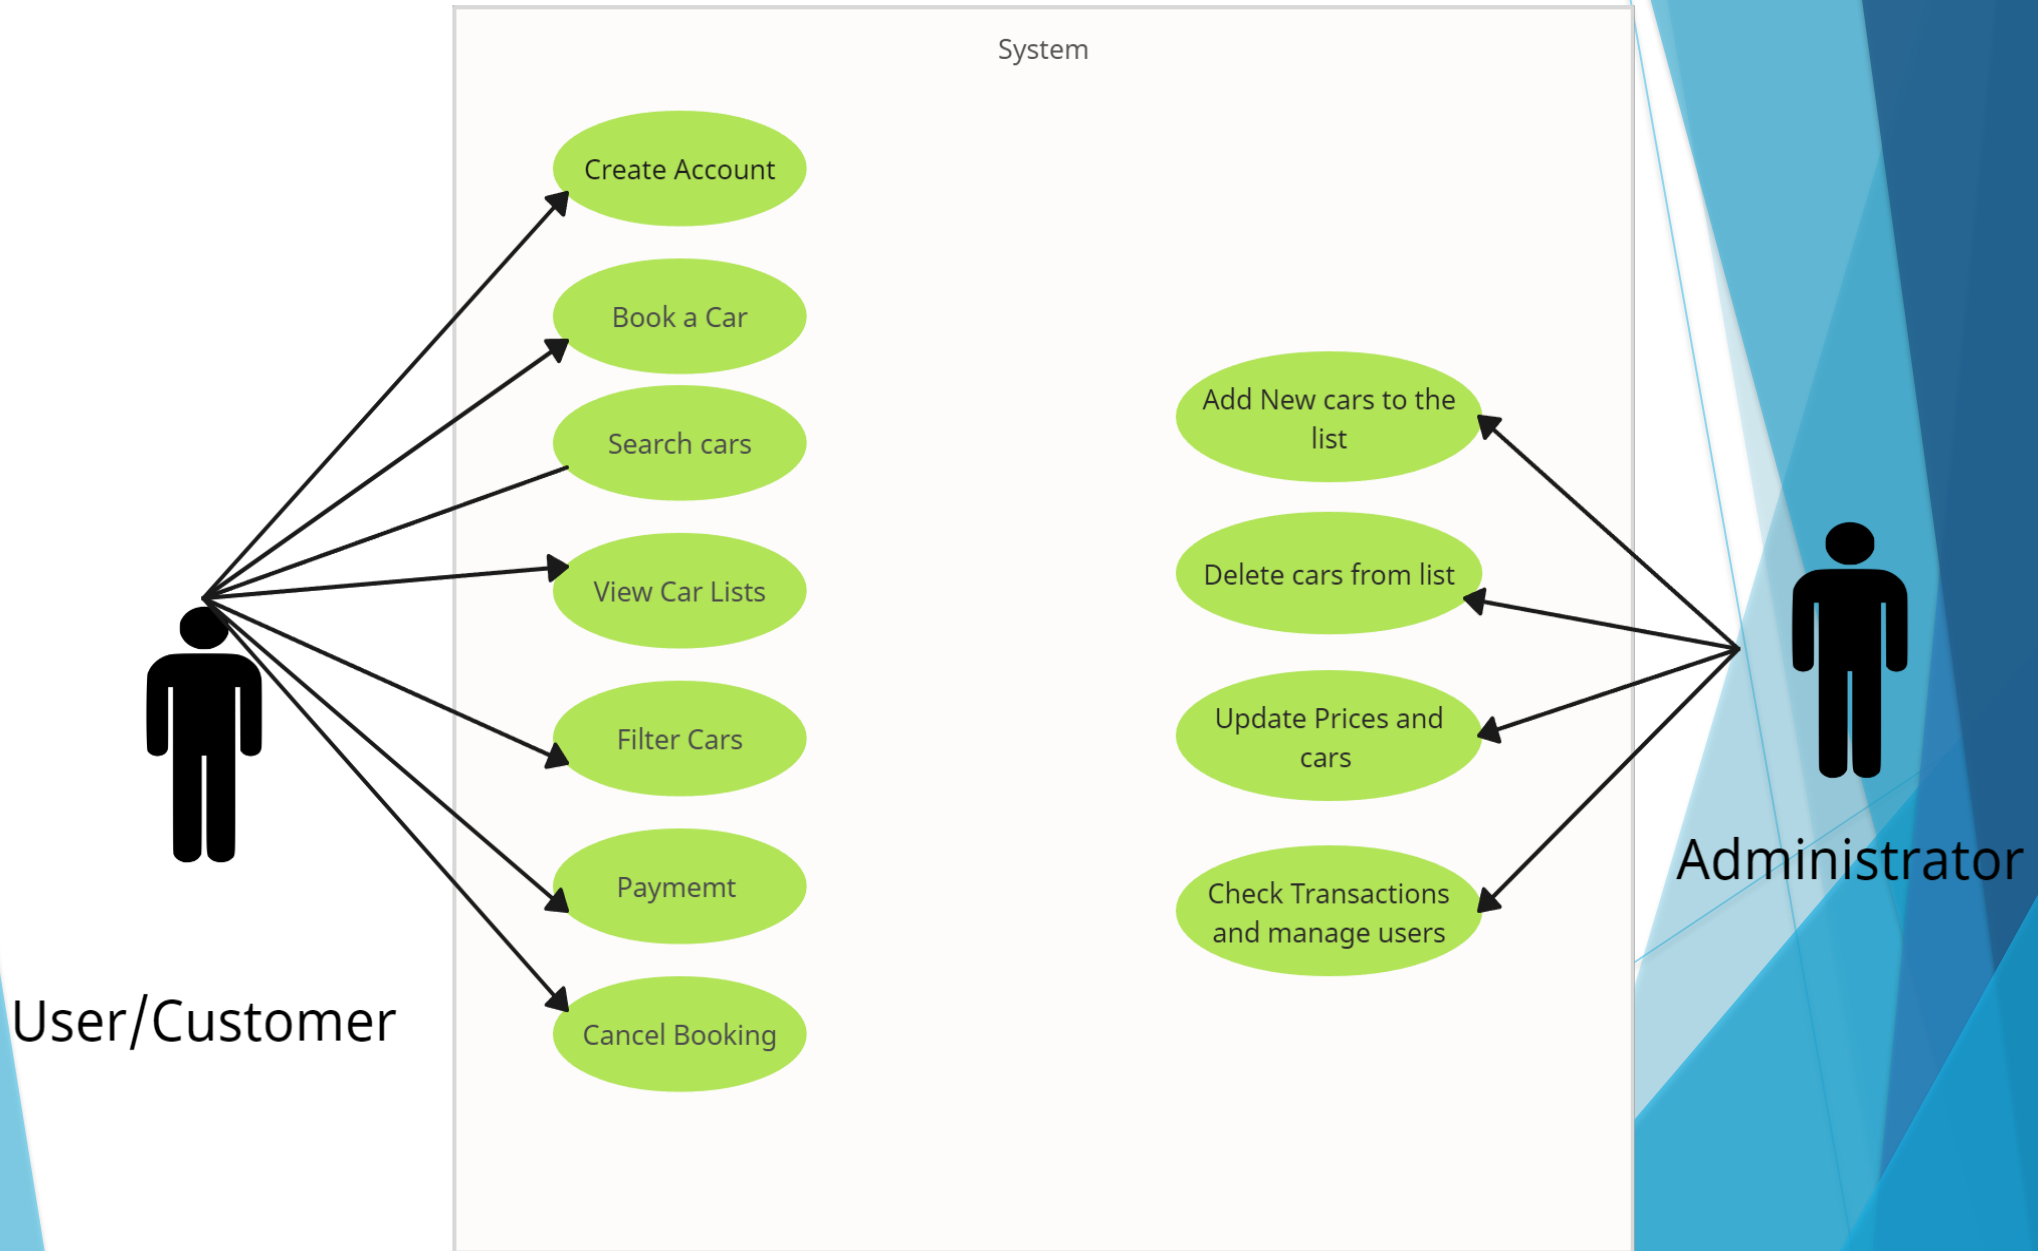 System
Create Account
Book a Car
Search cars
View Car Lists
Filter Cars
Paymemt
Cancel Booking
Add New cars to the
list
Delete cars from list
Update Prices and
cars
Check Transactions
and manage users
User/Customer
Administrator